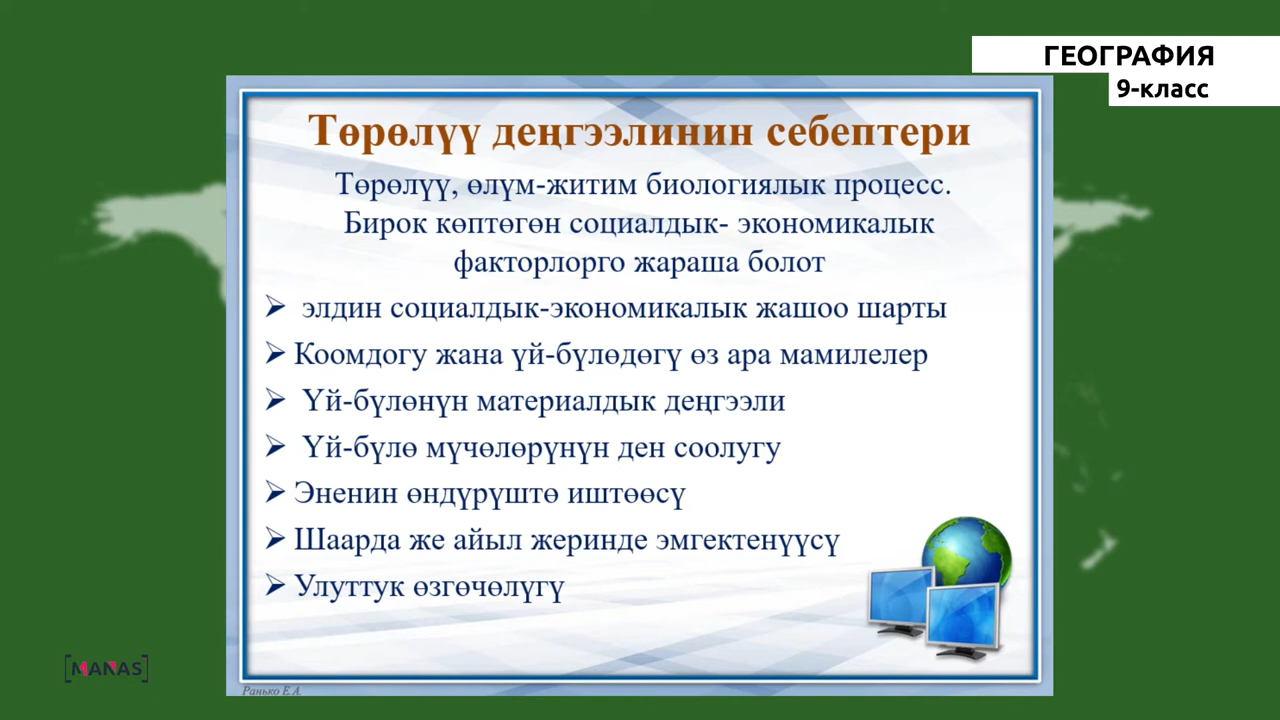 ГЕОГРАФИЯ
9-класс
Төрөлүү деңгээлинин себептери
Төрөлүү, өлүм-житим биологиялык процесс.
Бирок көптөгөн социалдык- экономикалык
факторлорго жараша болот
элдин социалдык-экономикалык жашоо шарты
Коомдогу жана үй-бүлөдөгү өз ара мамилелер
Үй-бүлөнүн материалдык деңгээли
Үй-бүлө мүчөлөрүнүн ден соолугу
Эненин өндүрүштө иштөөсү
Шаарда же айыл жеринде эмгектенүүсү
Улуттук өзгөчөлүгү
[MANAS]
Ранько Е.А.